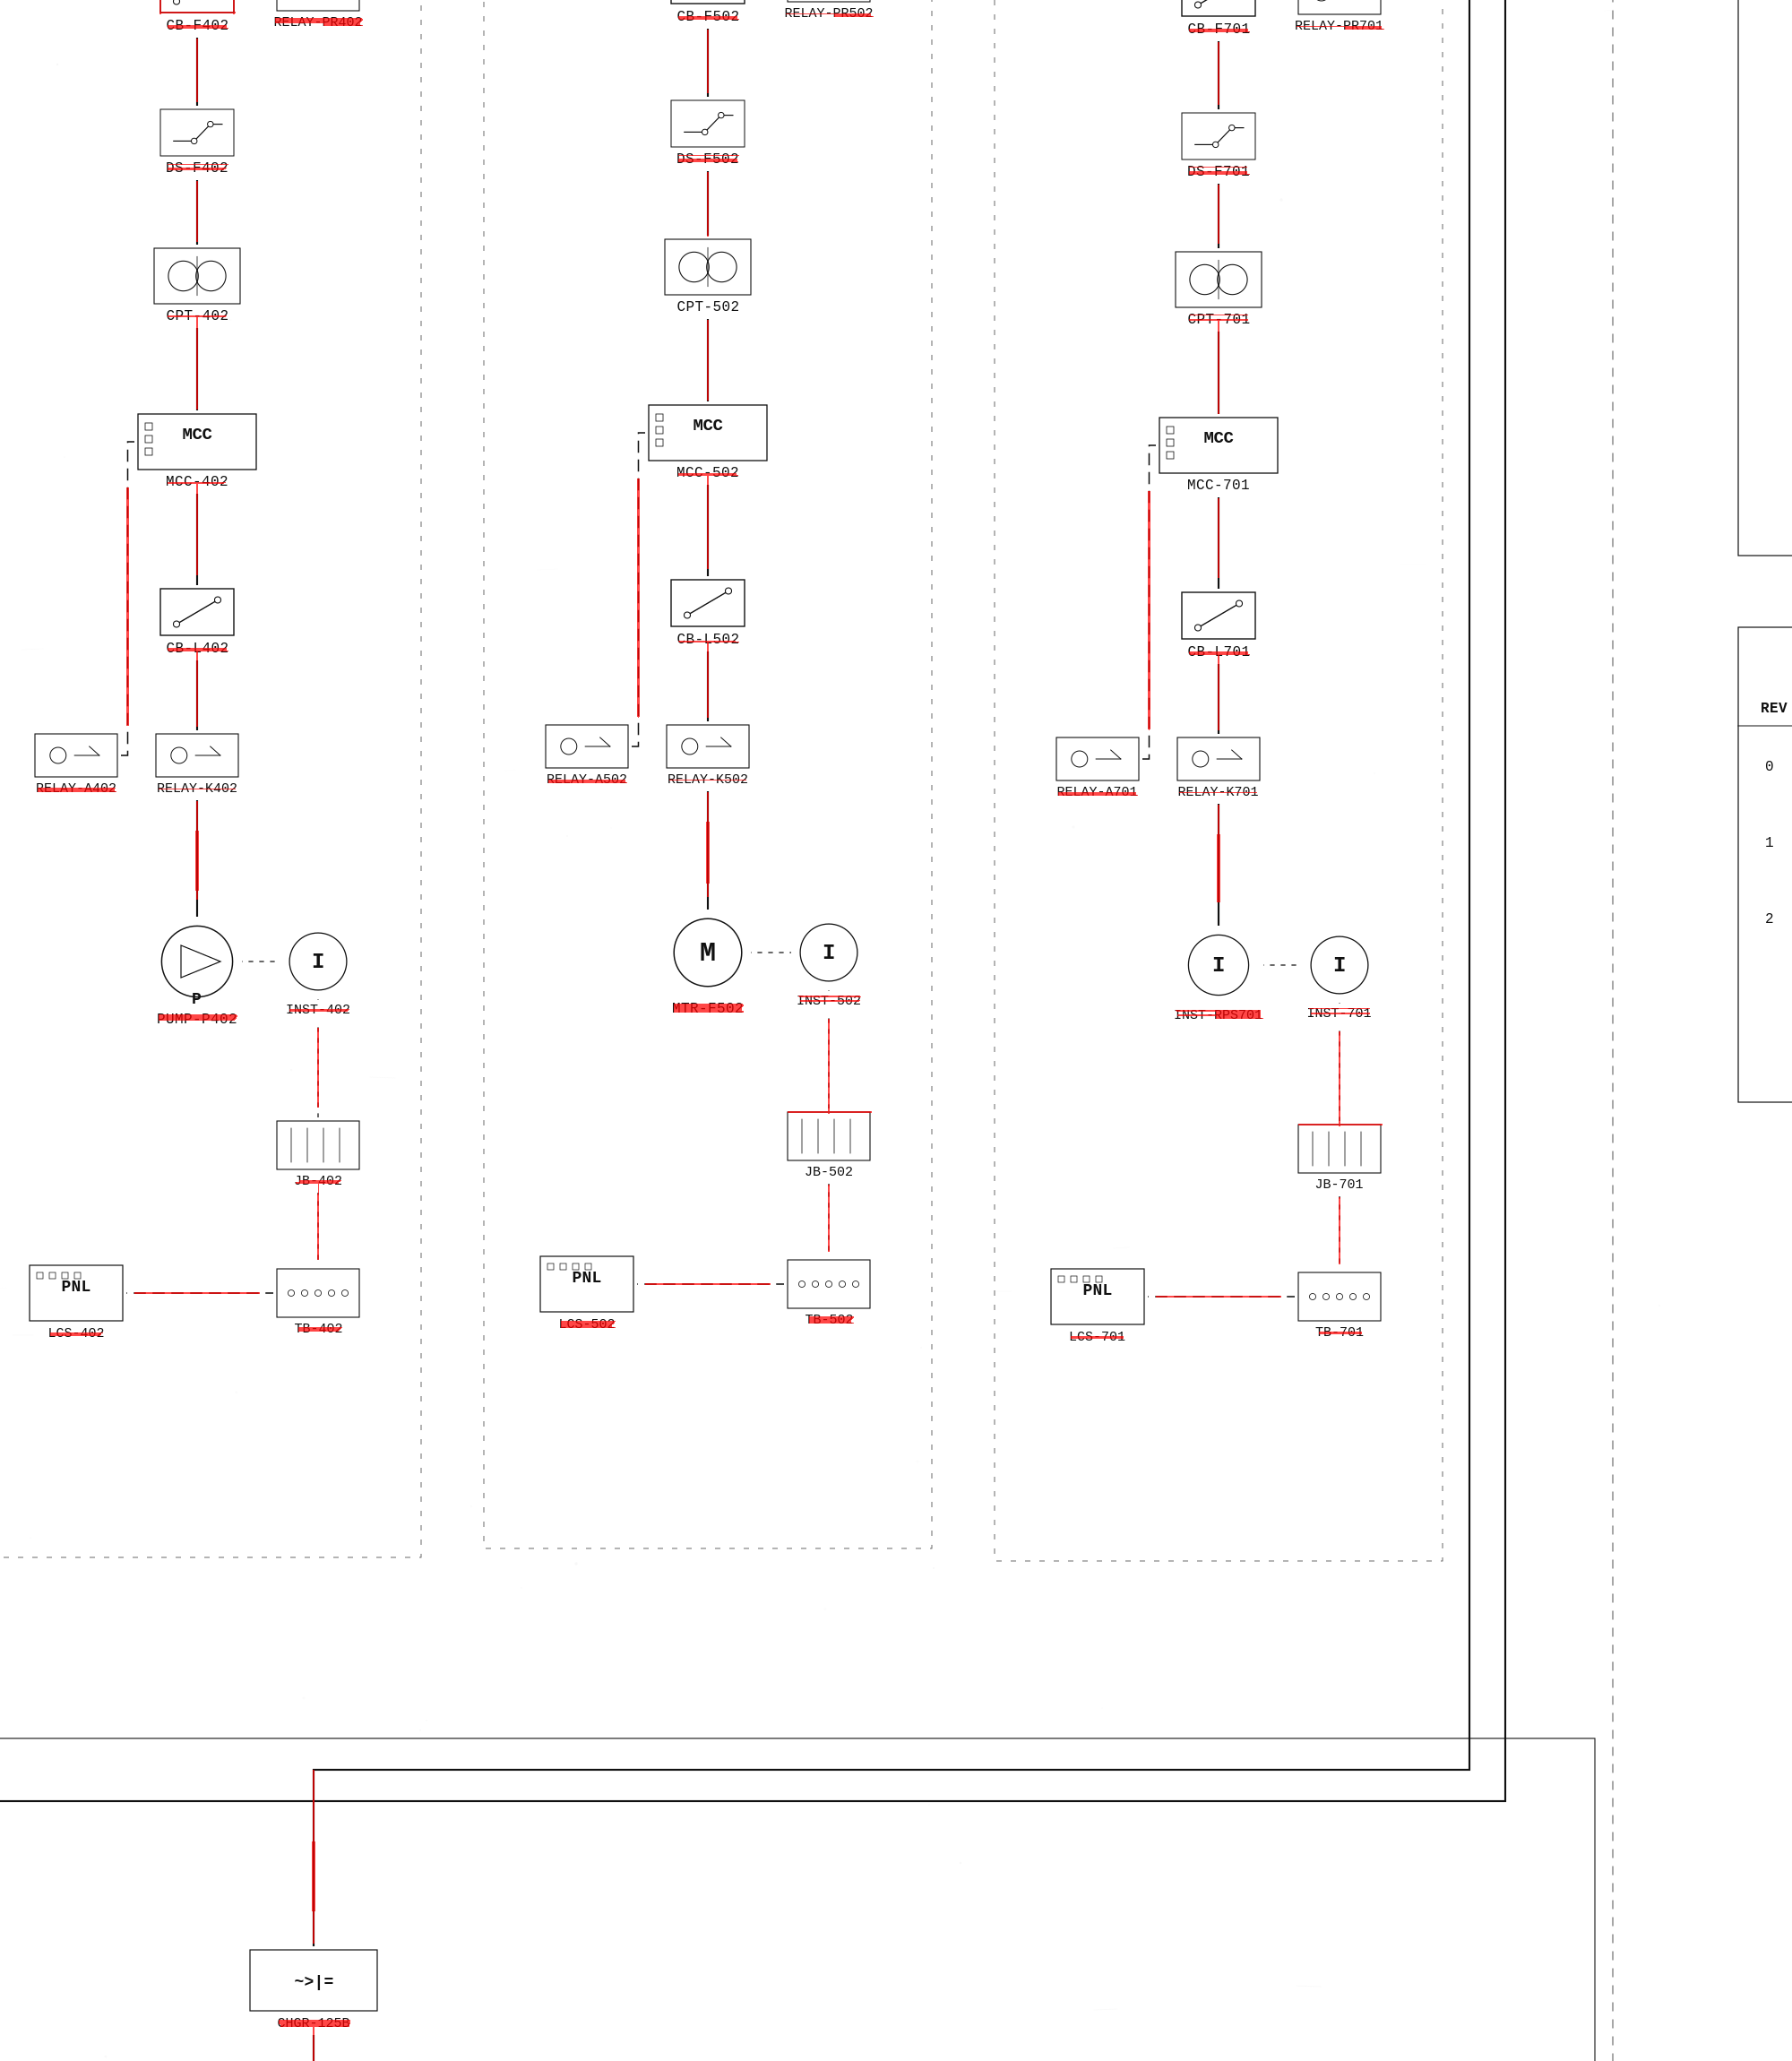 CB-F402
RELAY-PR402
CB-F502
RELAY-PR502
CB-F701
RELAY-PR701
DS-F402
DS-F502
DS-F701
CPT-402
CPT-502
CPT-701
MCC
MCC-402
MCC
MCC-502
MCC
MCC-701
CB-L402
CB-L502
CB-L701
REV
0
1
2
RELAY-A402
RELAY-K402
RELAY-A502
RELAY-K502
RELAY-A701
RELAY-K701
P
PUMP-P402
I
INST-402
M
MTR-F502
I
INST-502
I
INST-RPS701
I
INST-701
JB-402
JB-502
JB-701
PNL
LCS-402
TB-402
PNL
LCS-502
TB-502
PNL
LCS-701
TB-701
~>|=
CHGR-125B